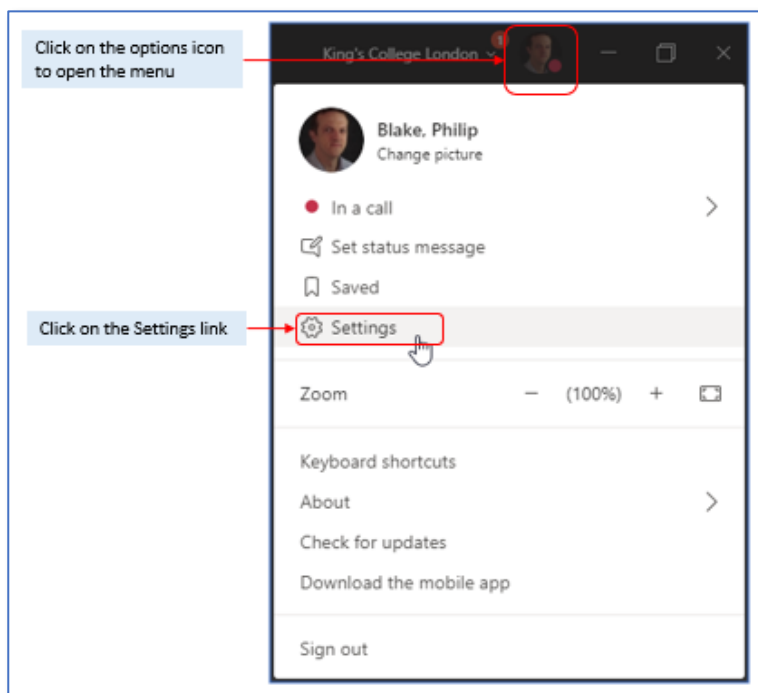 Click on the options icon
to open the menu
King's College London
1
Blake, Philip
Change picture
In a call
Set status message
Saved
Click on the Settings link
Settings
Zoom
(100%)
Keyboard shortcuts
About
Check for updates
Download the mobile app
Sign out